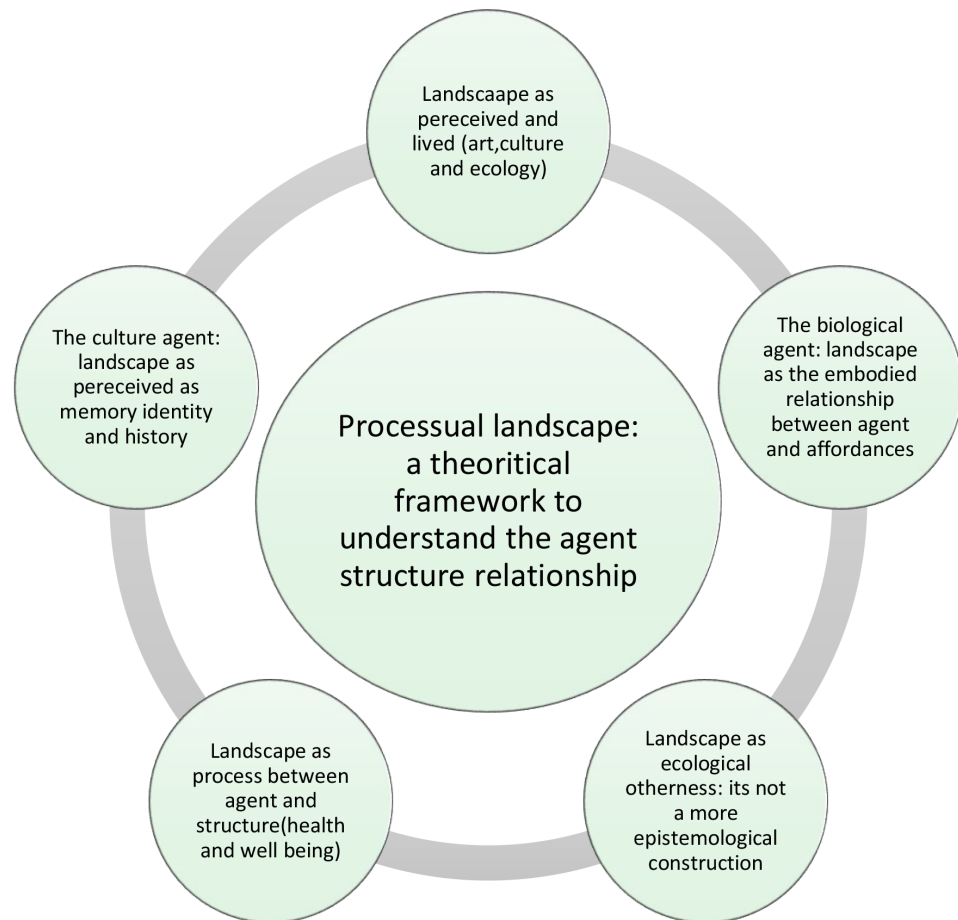 Landscaape as
pereceived and
lived (art,culture
and ecology)
The biological
agent: landscape
as the embodied
relationship
between agent
and affordances
Landscape as
ecological
otherness: its not
a more
epistemological
construction
Landscape as
process between
agent and
structure(health
and well being)
The culture agent:
landscape as
pereceived as
memory identity
and history
Processual landscape:
a theoritical
framework to
understand the agent
structure relationship